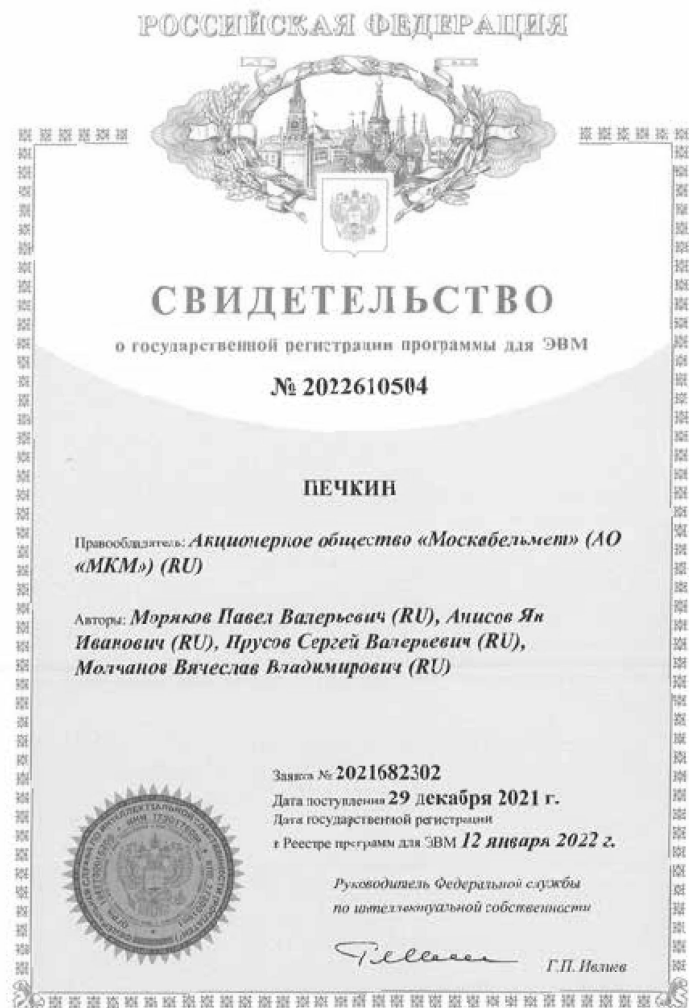 РОССИЙСКАЯ ФЕДЕРАЦИЯ
СВИДЕТЕЛЬСТВО
о государственной регистрации программы для ЭВМ
№ 2022610504
ПЕЧКИН
Правообладатель: Акционерное общество «Москабельмет» (АО
«МКМ») (RU)
Авторы: Моряков Павел Валерьевич (RU), Анисов Ян
Иванович (RU), Прусов Сергей Валерьевич (RU),
Молчанов Вячеслав Владимирович (RU)
Заявка № 2021682302
Дата поступления 29 декабря 2021 г.
Дата государственной регистрации
в Реестре программ для ЭВМ 12 января 2022 г.
Руководитель Федеральной службы
по интеллектуальной собственности
Г.П. Ивлиев